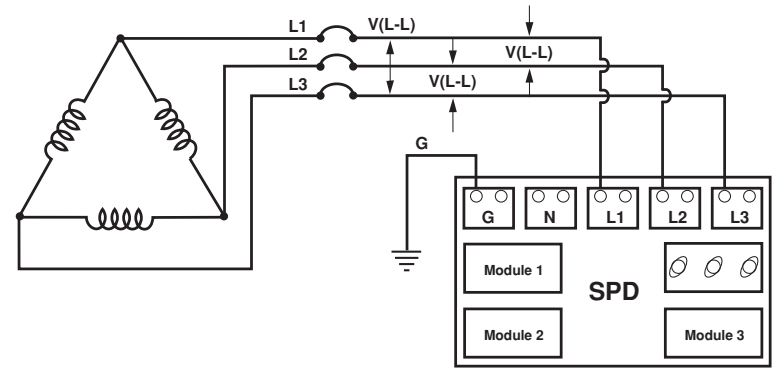 L1 V(L-L)
L2 V(L-L)
L3 V(L-L)
G
G N L1 L2 L3
Module 1
SPD
Module 2 Module 3